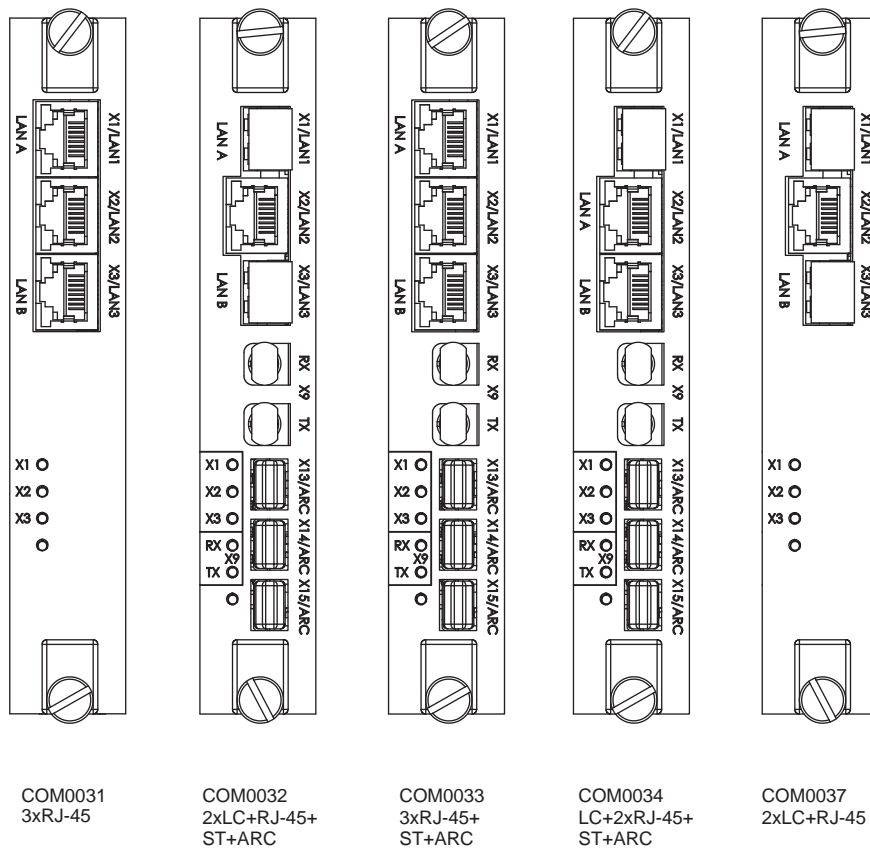 X1/LAN1
LAN A
X2/LAN2
X3/LAN3
LAN B
X1
X2
X3
COM0031
3xRJ-45
X1/LAN1
LAN A
X2/LAN2
X3/LAN3
LAN B
RX
X9
TX
X1
X2
X3
RX
X9
TX
X13/ARC
X14/ARC
X15/ARC
COM0032
2xLC+RJ-45+
ST+ARC
X1/LAN1
LAN A
X2/LAN2
X3/LAN3
LAN B
RX
X9
TX
X1
X2
X3
RX
X9
TX
X13/ARC
X14/ARC
X15/ARC
COM0033
3xRJ-45+
ST+ARC
X1/LAN1
X2/LAN2
LAN A
X3/LAN3
LAN B
RX
X9
TX
X1
X2
X3
RX
X9
TX
X13/ARC
X14/ARC
X15/ARC
COM0034
LC+2xRJ-45+
ST+ARC
X1/LAN1
LAN A
X2/LAN2
X3/LAN3
LAN B
X1
X2
X3
COM0037
2xLC+RJ-45